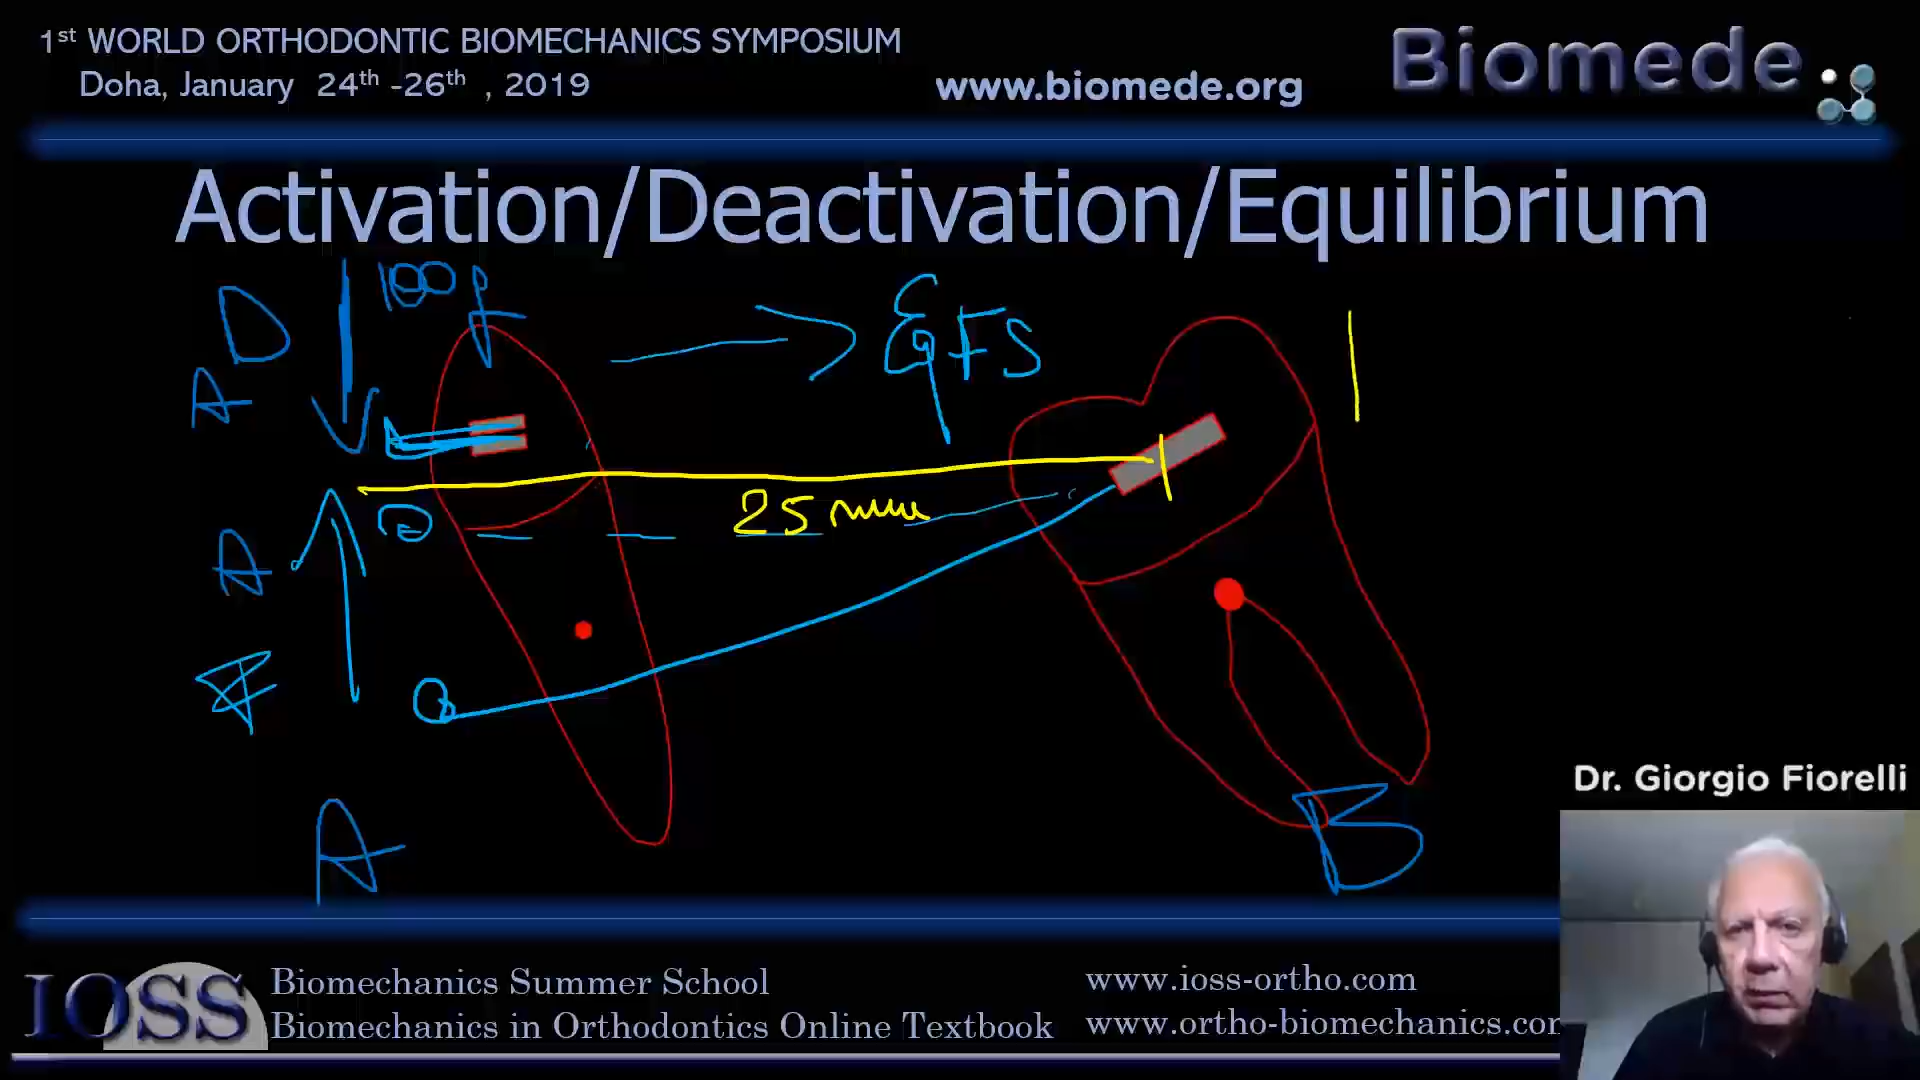 1st WORLD ORTHODONTIC BIOMECHANICS SYMPOSIUM
Doha, January 24th -26th , 2019
www.biomede.org
Biomede
Activation/Deactivation/Equilibrium
D
100g
EqFS
A
25 mm
A
A
B
Dr. Giorgio Fiorelli
IOSS
Biomechanics Summer School
Biomechanics in Orthodontics Online Textbook
www.ioss-ortho.com
www.ortho-biomechanics.com